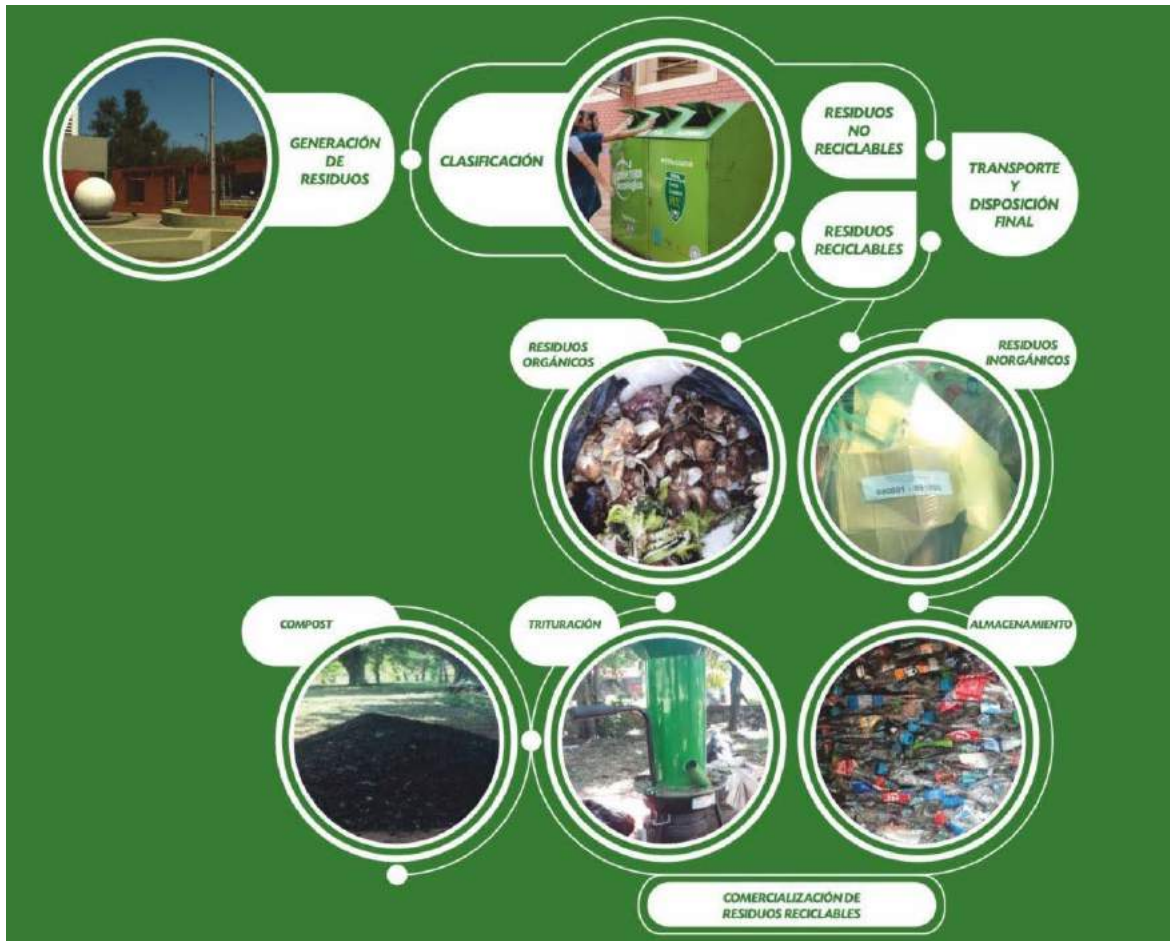 GENERACIÓN
DE
RESIDUOS
CLASIFICACIÓN
RESIDUOS
NO
RECICLABLES
TRANSPORTE
Y
DISPOSICIÓN
FINAL
RESIDUOS
RECICLABLES
RESIDUOS
ORGÁNICOS
RESIDUOS
INORGÁNICOS
COMPOST
TRITURACIÓN
ALMACENAMIENTO
COMERCIALIZACIÓN DE
RESIDUOS RECICLABLES